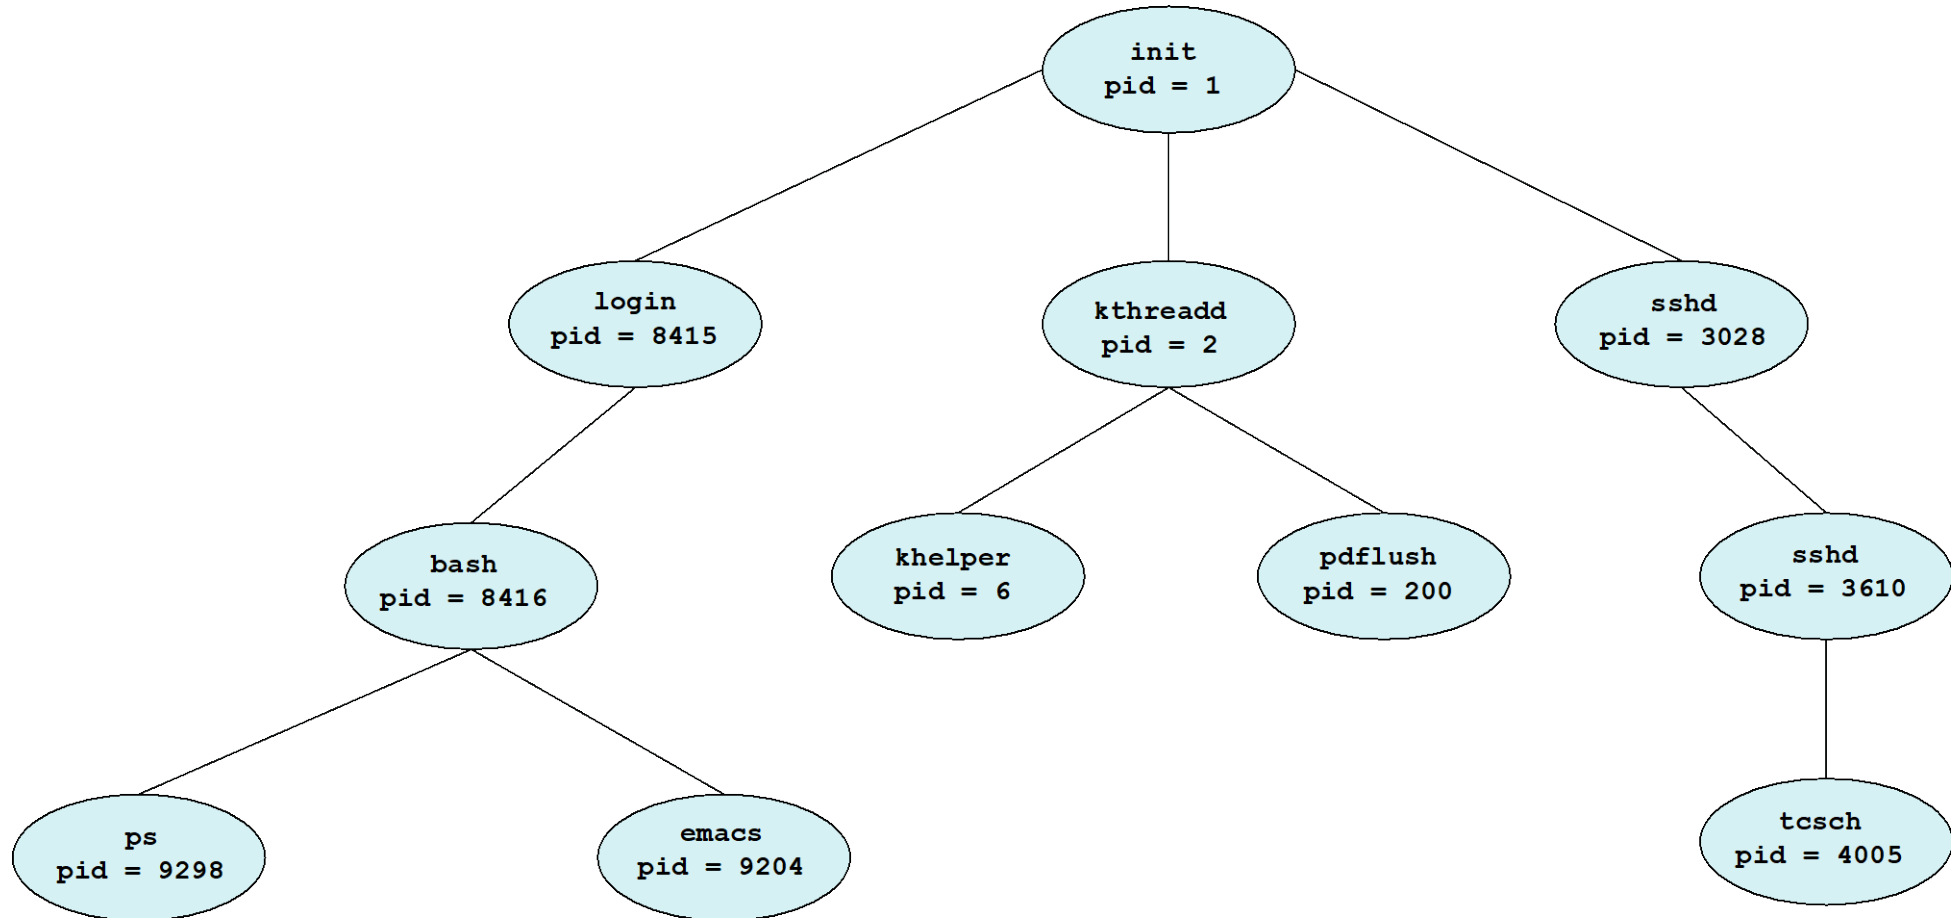 init
pid = 1
login
pid = 8415
kthreadd
pid = 2
sshd
pid = 3028
bash
pid = 8416
khelper
pid = 6
pdflush
pid = 200
sshd
pid = 3610
ps
pid = 9298
emacs
pid = 9204
tcsch
pid = 4005